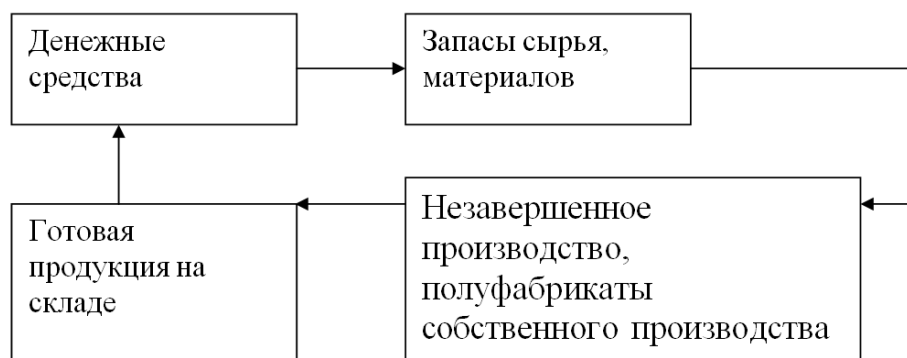 Денежные
средства
Запасы сырья,
материалов
Готовая
продукция на
складе
Незавершенное
производство,
полуфабрикаты
собственного производства